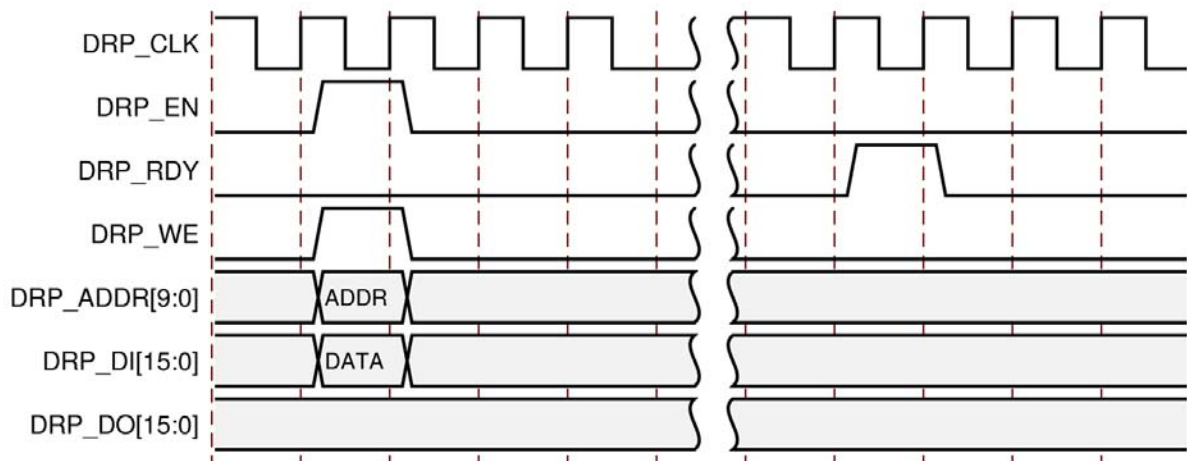 DRP_CLK
DRP_EN
DRP_RDY
DRP_WE
DRP_ADDR[9:0] ADDR
DRP_DI[15:0] DATA
DRP_DO[15:0]